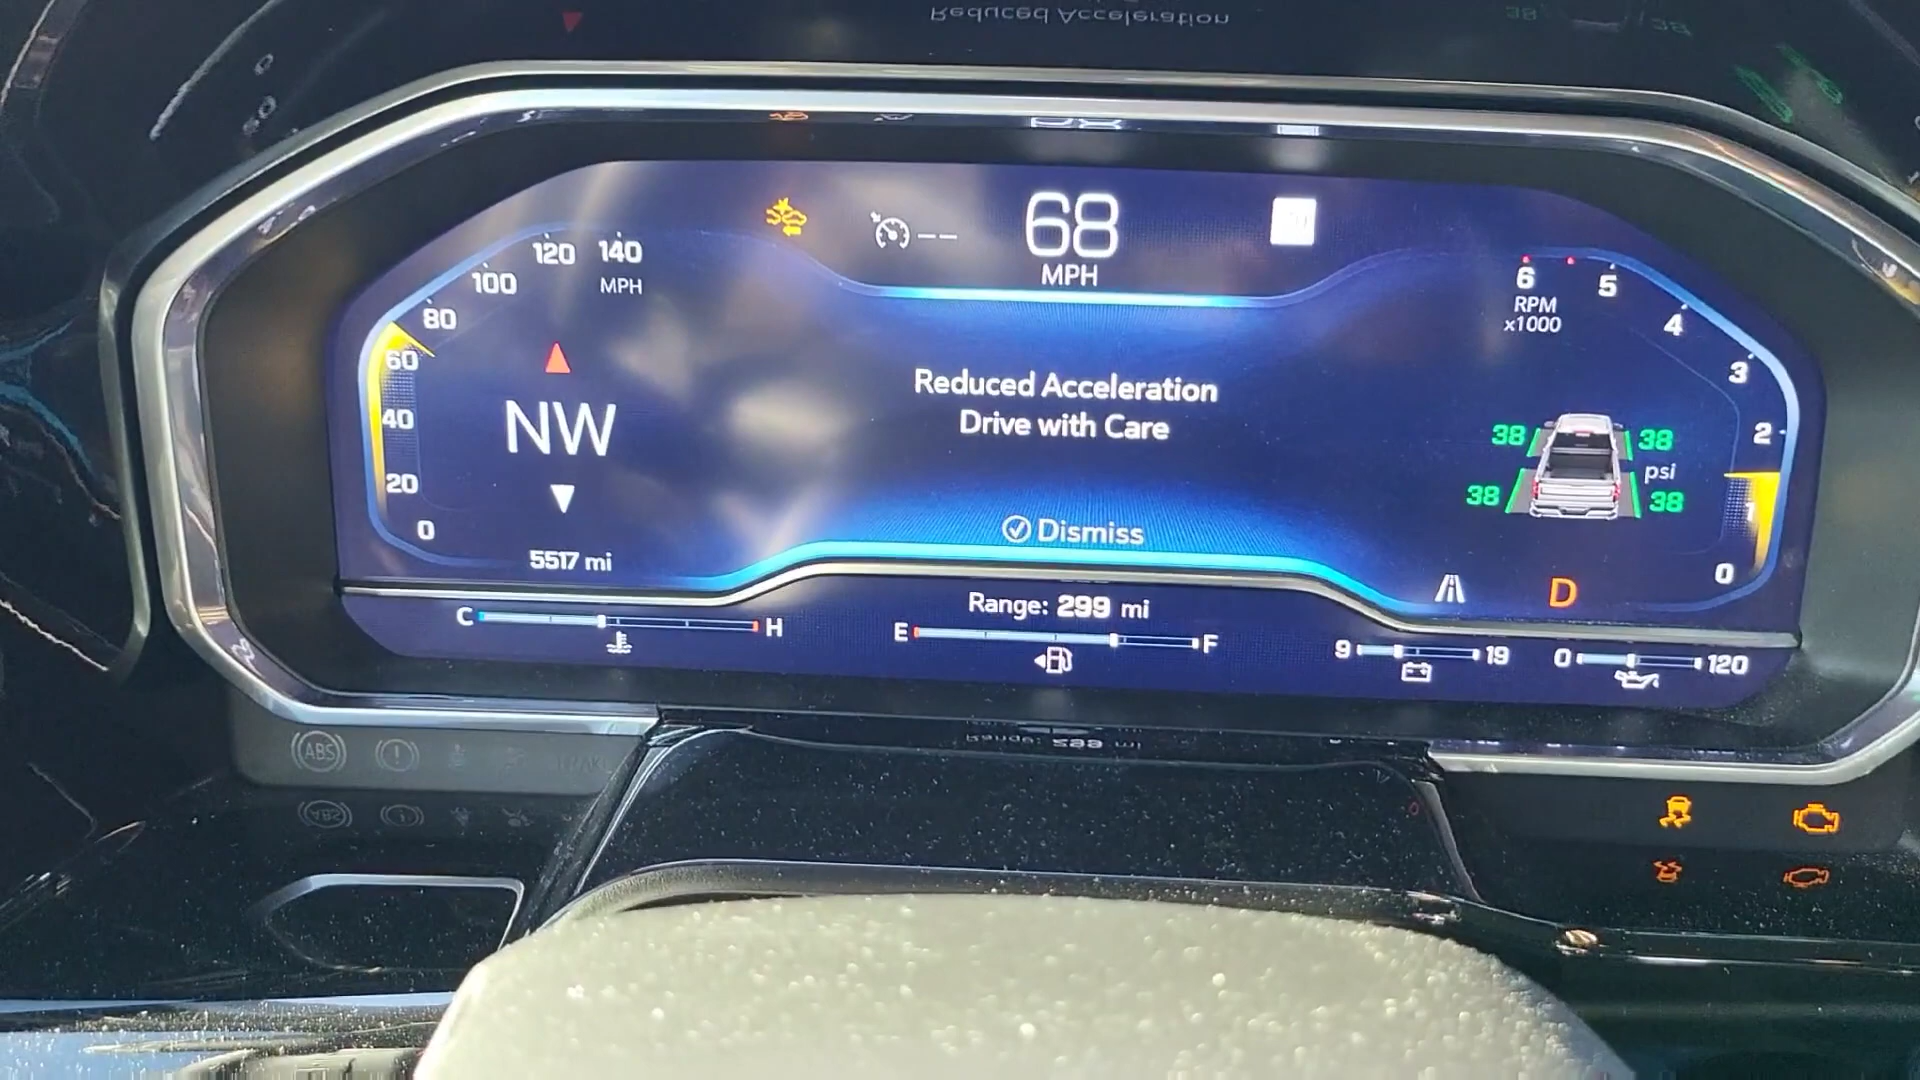 68
MPH
120 140
100
MPH
80
60
40
20
0
NW
5517 mi
Reduced Acceleration
Drive with Care
Dismiss
6
5
RPM
x1000
4
3
2
1
0
38
38
psi
38
38
D
C
H
Range: 299 mi
E
F
9
19
0
120
ABS